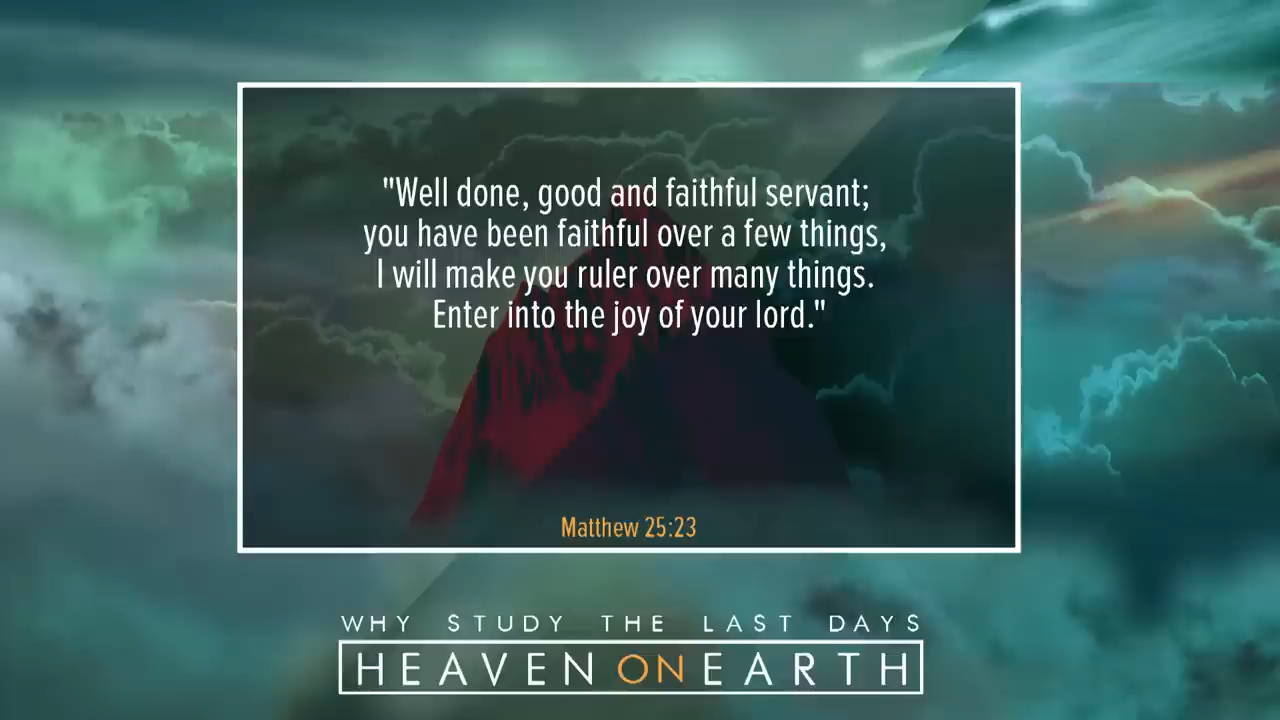 "Well done, good and faithful servant;
you have been faithful over a few things,
I will make you ruler over many things.
Enter into the joy of your lord."
Matthew 25:23
WHY STUDY THE LAST DAYS
HEAVEN ON EARTH